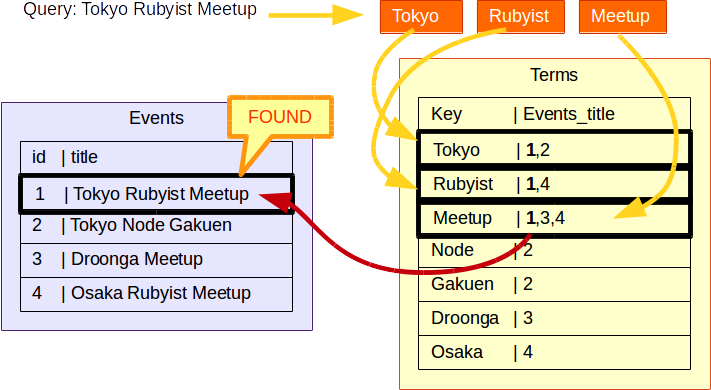 Query: Tokyo Rubyist Meetup
Tokyo
Rubyist
Meetup
Events
FOUND
id | title
1 | Tokyo Rubyist Meetup
2 | Tokyo Node Gakuen
3 | Droonga Meetup
4 | Osaka Rubyist Meetup
Terms
Key | Events_title
Tokyo | 1,2
Rubyist | 1,4
Meetup | 1,3,4
Node | 2
Gakuen | 2
Droonga | 3
Osaka | 4